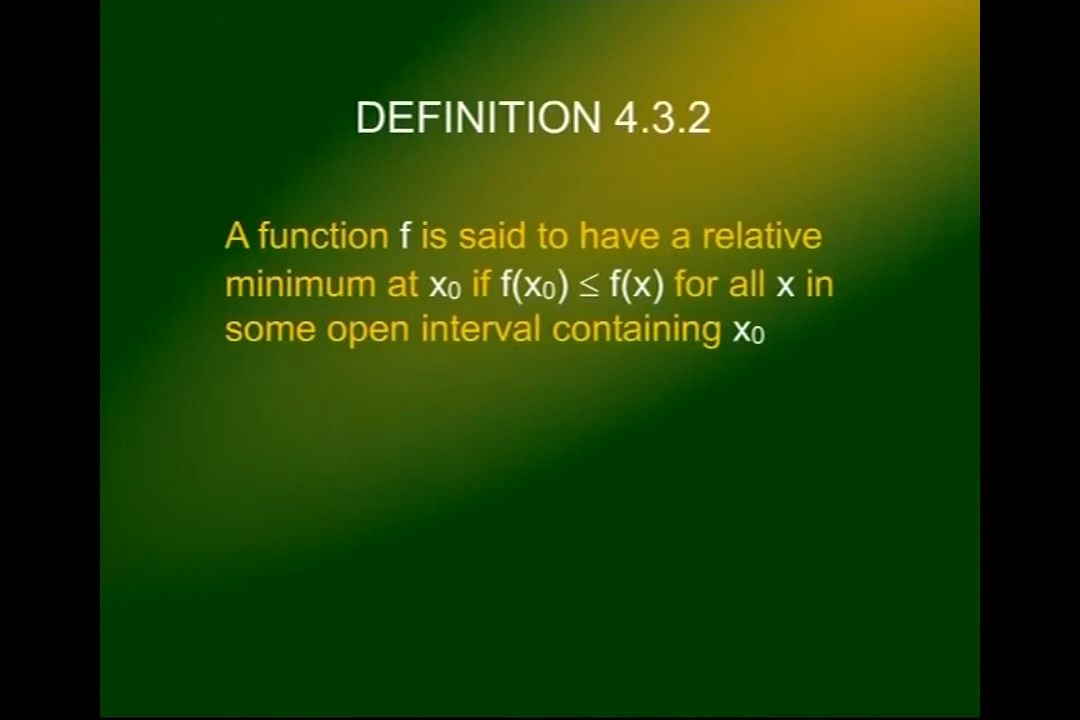 DEFINITION 4.3.2
A function f is said to have a relative
minimum at x₀ if f(x₀) ≤ f(x) for all x in
some open interval containing x₀